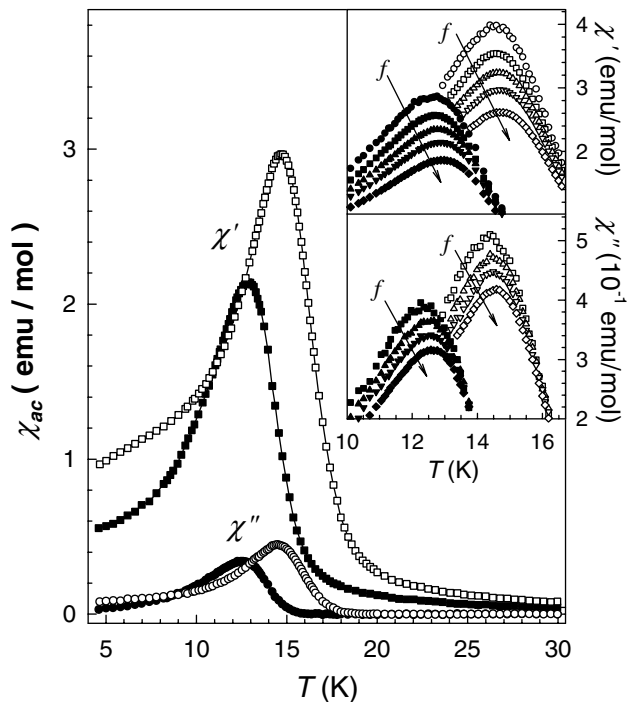 χac ( emu / mol )
3
2
1
0
χ′
χ″
5 10 15 20 25 30
T (K)
f
f
4
3
2
χ′ (emu/mol)
f
f
5
4
3
2
χ″ (10-1 emu/mol)
10 12 14 16
T (K)